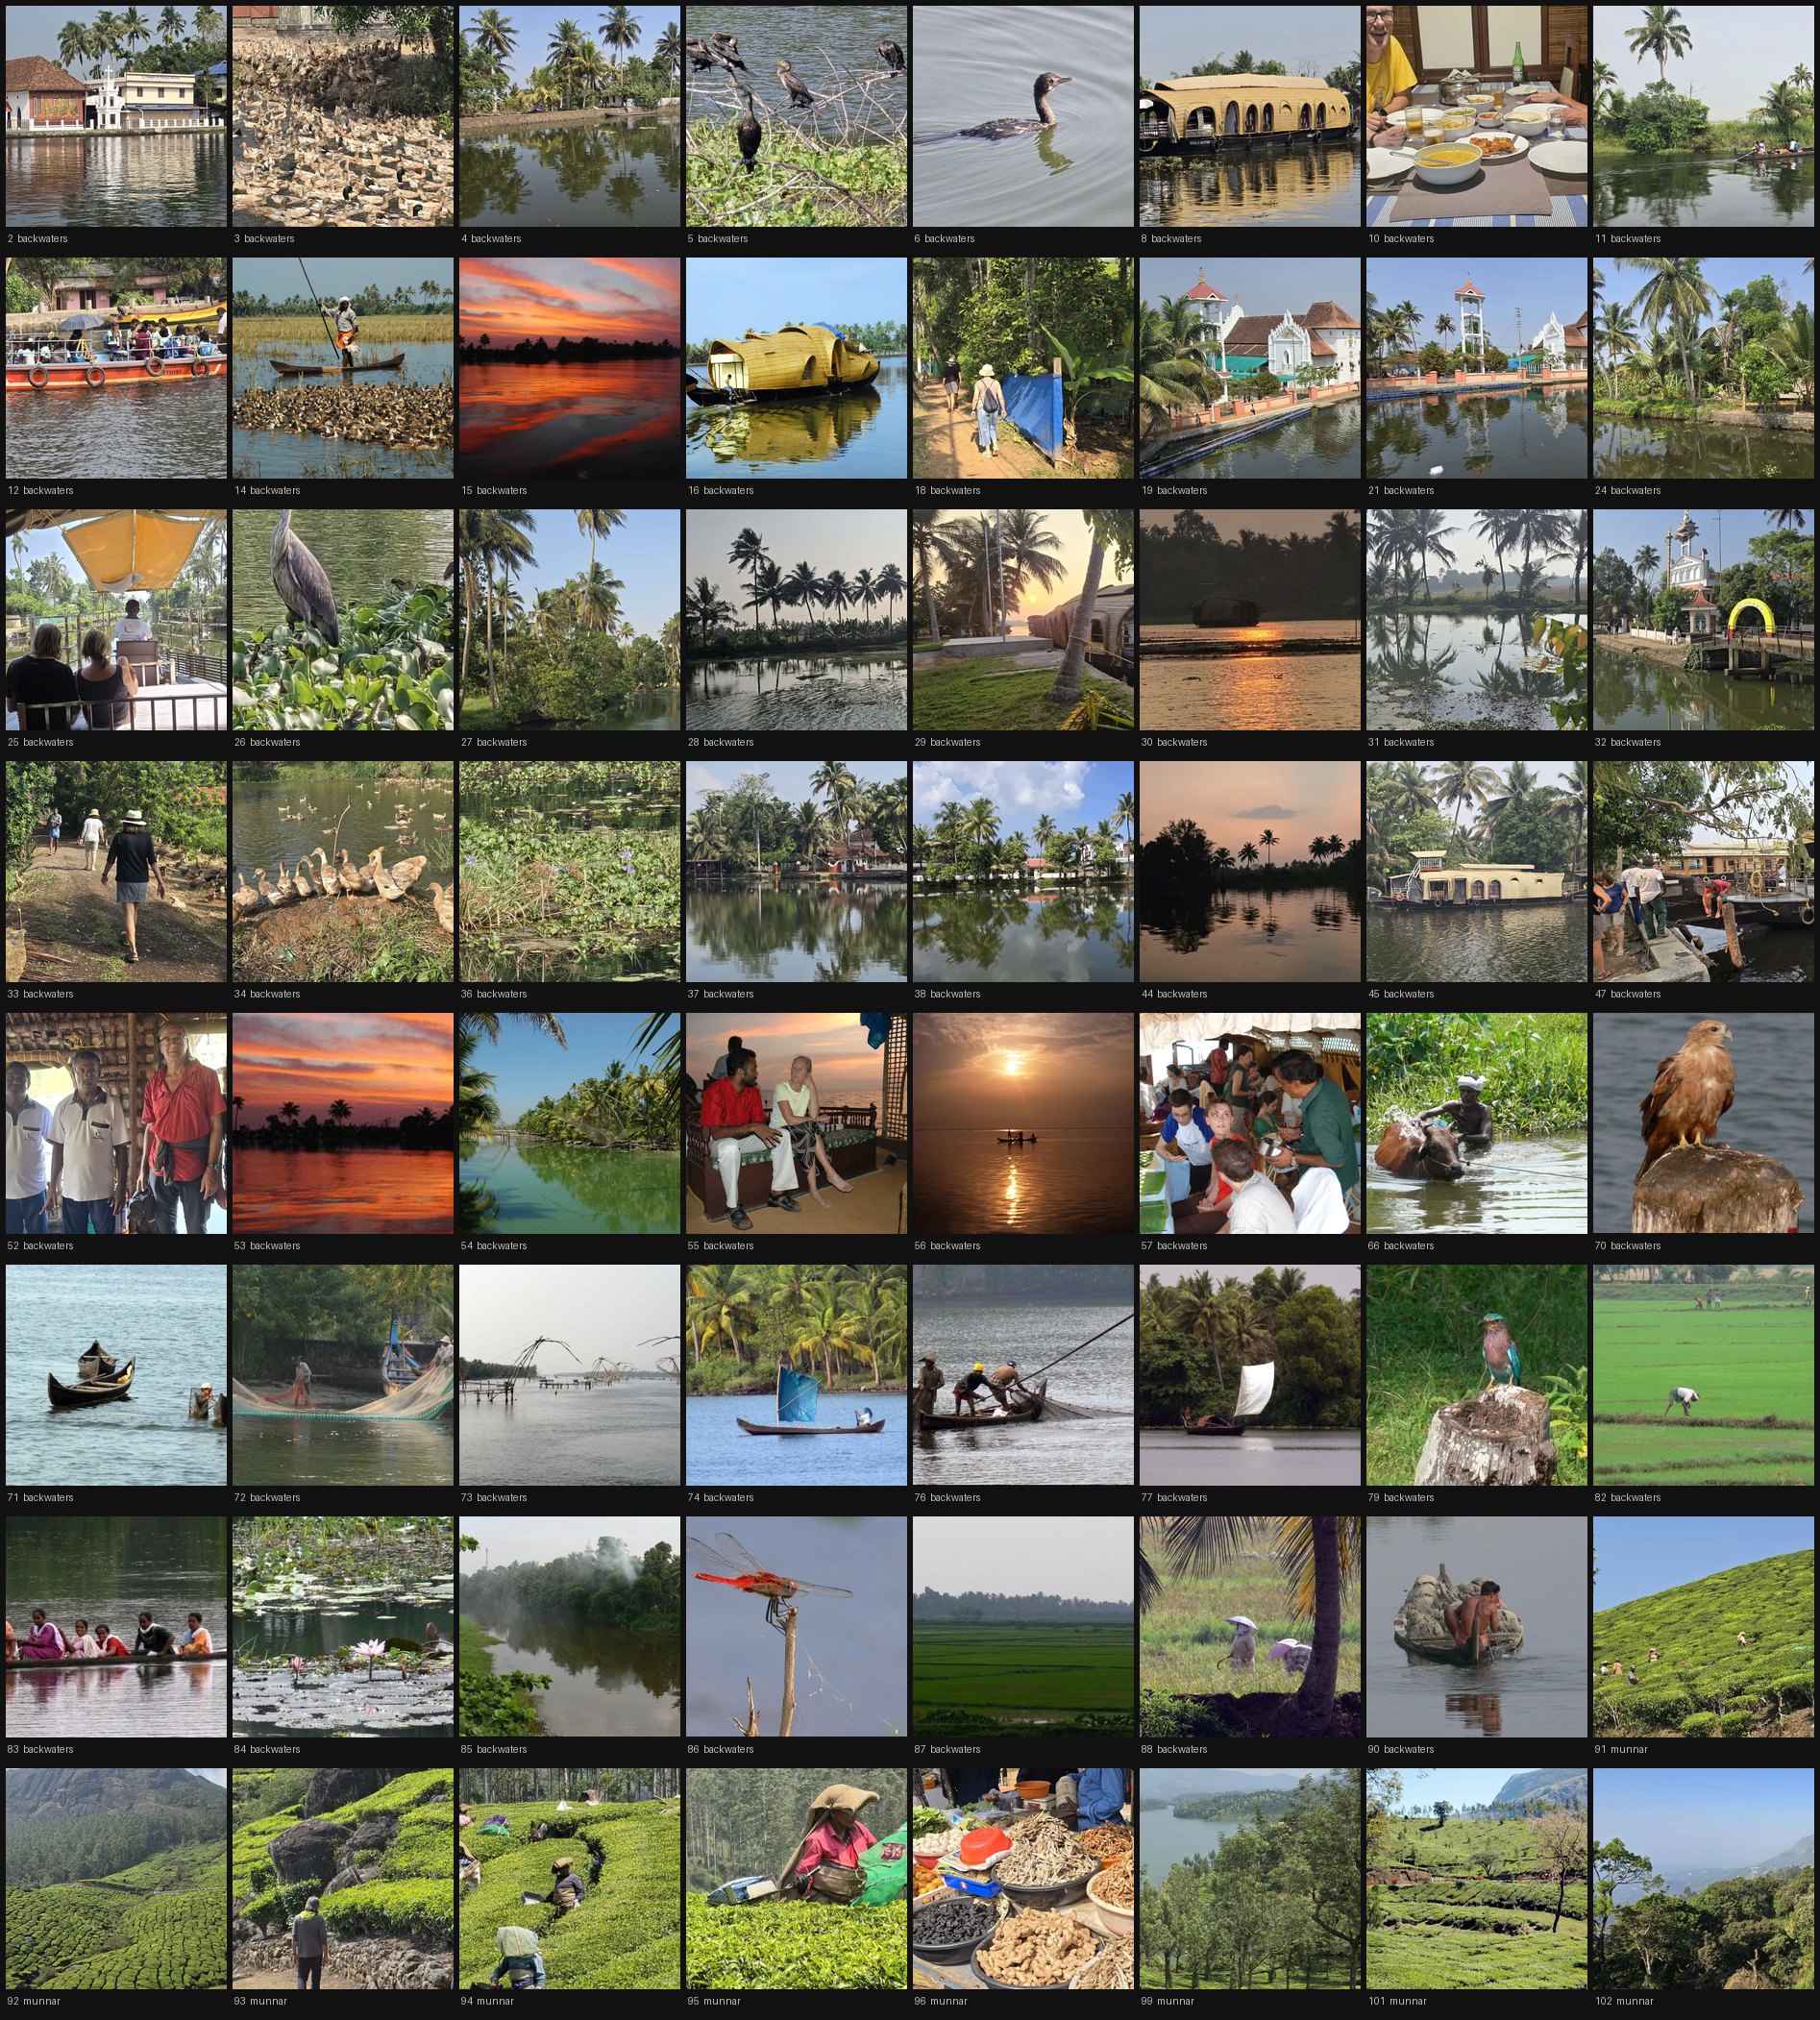 2 backwaters
3 backwaters
4 backwaters
5 backwaters
6 backwaters
8 backwaters
10 backwaters
11 backwaters
12 backwaters
14 backwaters
15 backwaters
16 backwaters
18 backwaters
19 backwaters
21 backwaters
24 backwaters
25 backwaters
26 backwaters
27 backwaters
28 backwaters
29 backwaters
30 backwaters
31 backwaters
32 backwaters
33 backwaters
34 backwaters
36 backwaters
37 backwaters
38 backwaters
44 backwaters
45 backwaters
47 backwaters
52 backwaters
53 backwaters
54 backwaters
55 backwaters
56 backwaters
57 backwaters
66 backwaters
70 backwaters
71 backwaters
72 backwaters
73 backwaters
74 backwaters
76 backwaters
77 backwaters
79 backwaters
82 backwaters
83 backwaters
84 backwaters
85 backwaters
86 backwaters
87 backwaters
88 backwaters
90 backwaters
91 munnar
92 munnar
93 munnar
94 munnar
95 munnar
96 munnar
99 munnar
101 munnar
102 munnar